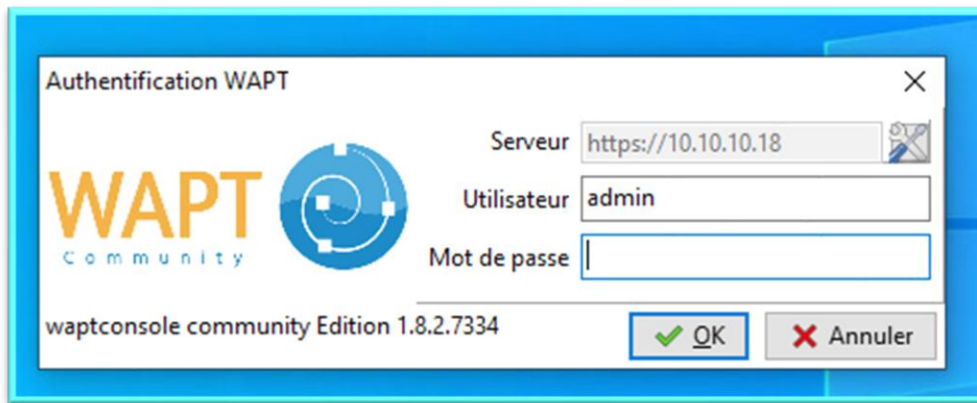 Authentification WAPT
WAPT
Community
Serveur https://10.10.10.18
Utilisateur admin
Mot de passe
waptconsole community Edition 1.8.2.7334
OK Annuler